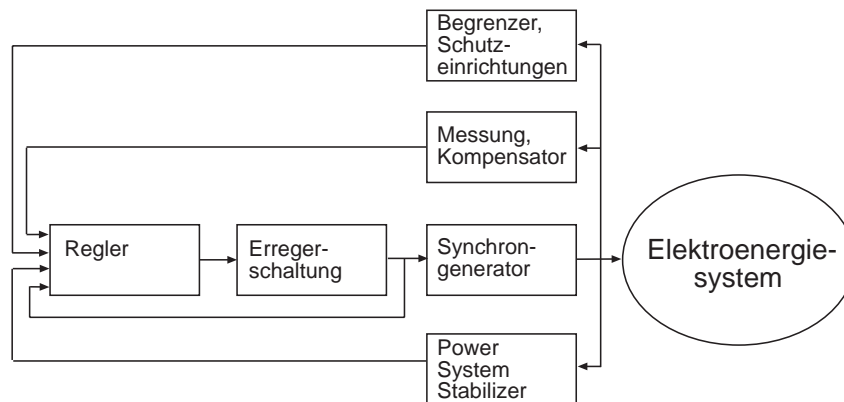 Begrenzer,
Schutz-
einrichtungen
Messung,
Kompensator
Regler
Erreger-
schaltung
Synchron-
generator
Elektroenergie-
system
Power
System
Stabilizer